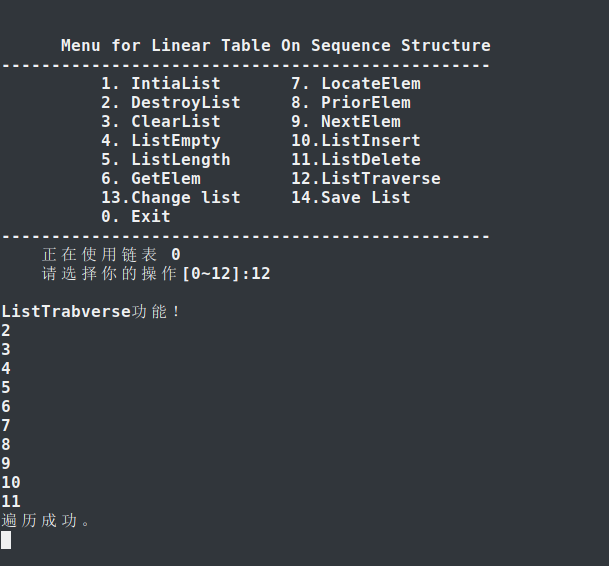 Menu for Linear Table On Sequence Structure
-------------------------------------------------
1. IntiaList 7. LocateElem
2. DestroyList 8. PriorElem
3. ClearList 9. NextElem
4. ListEmpty 10.ListInsert
5. ListLength 11.ListDelete
6. GetElem 12.ListTraverse
13.Change list 14.Save List
0. Exit
-------------------------------------------------
正在使用链表 0
请选择你的操作[0~12]:12
ListTrabverse功能！
2
3
4
5
6
7
8
9
10
11
遍历成功。